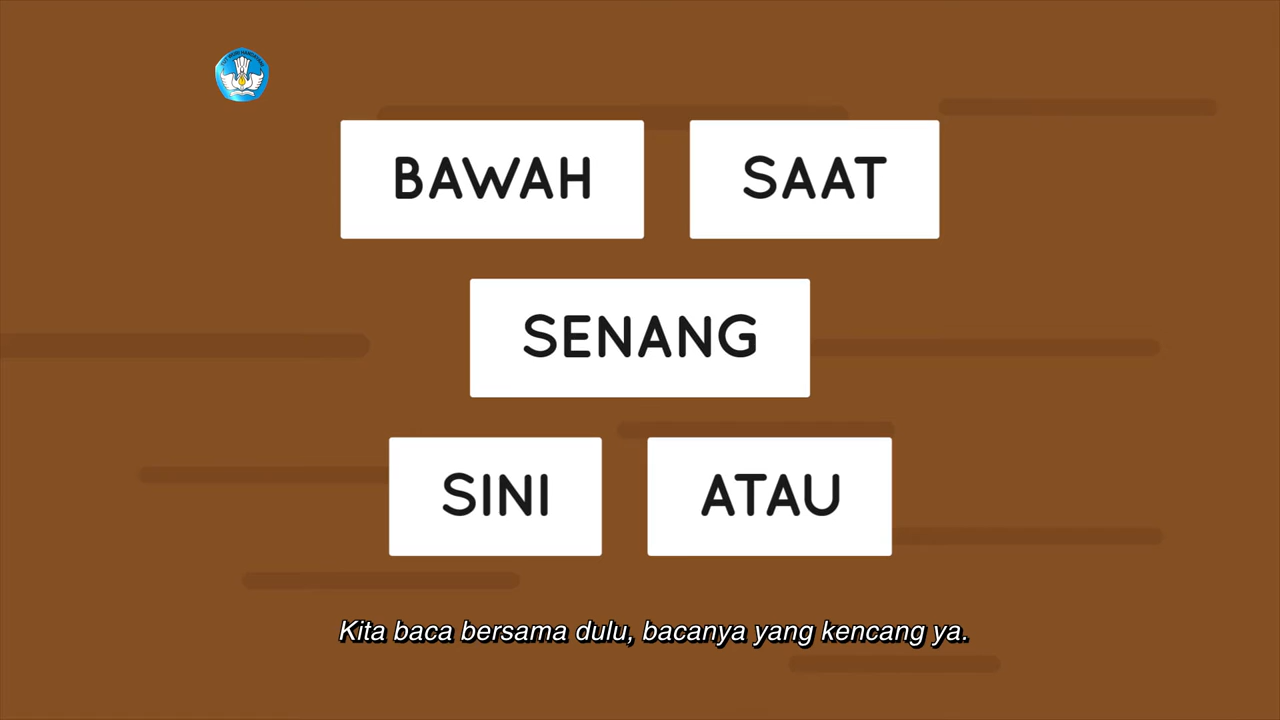 BAWAH SAAT
SENANG
SINI ATAU
Kita baca bersama dulu, bacanya yang kencang ya.